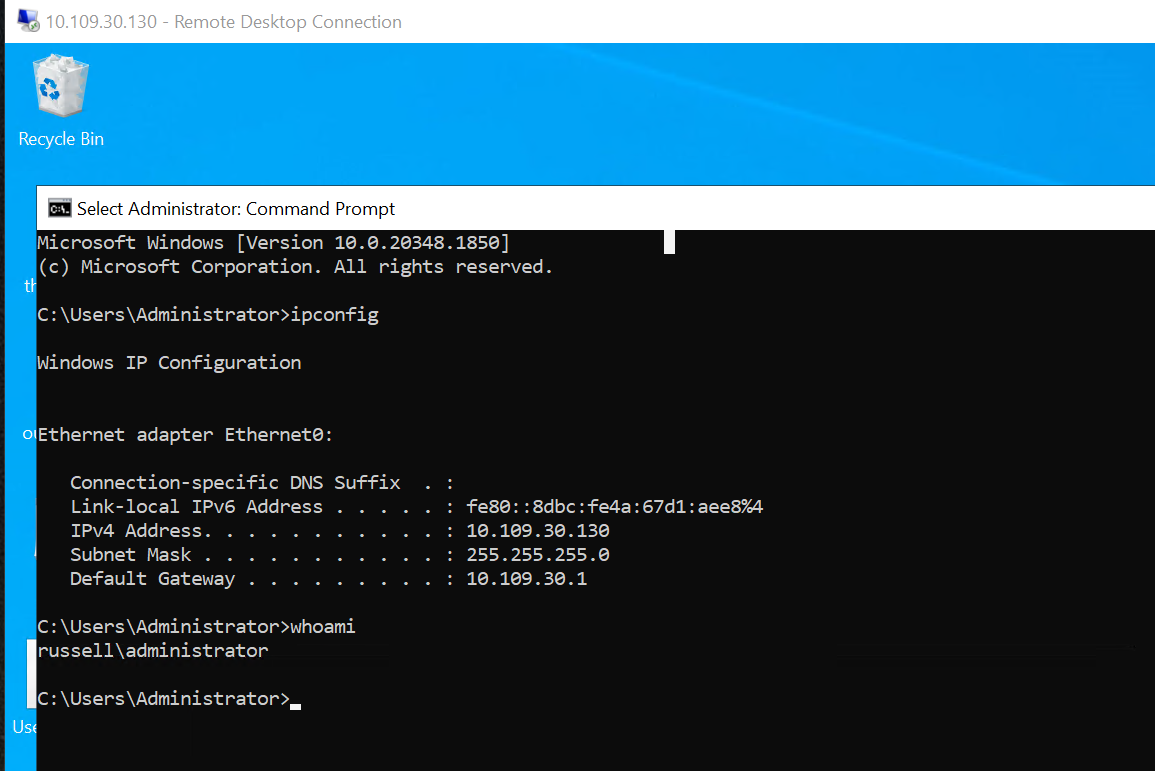 10.109.30.130 - Remote Desktop Connection
Recycle Bin
Select Administrator: Command Prompt
Microsoft Windows [Version 10.0.20348.1850]
(c) Microsoft Corporation. All rights reserved.
C:\Users\Administrator>ipconfig
Windows IP Configuration
Ethernet adapter Ethernet0:
Connection-specific DNS Suffix  . :
Link-local IPv6 Address . . . . . : fe80::8dbc:fe4a:67d1:aee8%4
IPv4 Address. . . . . . . . . . . : 10.109.30.130
Subnet Mask . . . . . . . . . . . : 255.255.255.0
Default Gateway . . . . . . . . . : 10.109.30.1
C:\Users\Administrator>whoami
russell\administrator
C:\Users\Administrator>